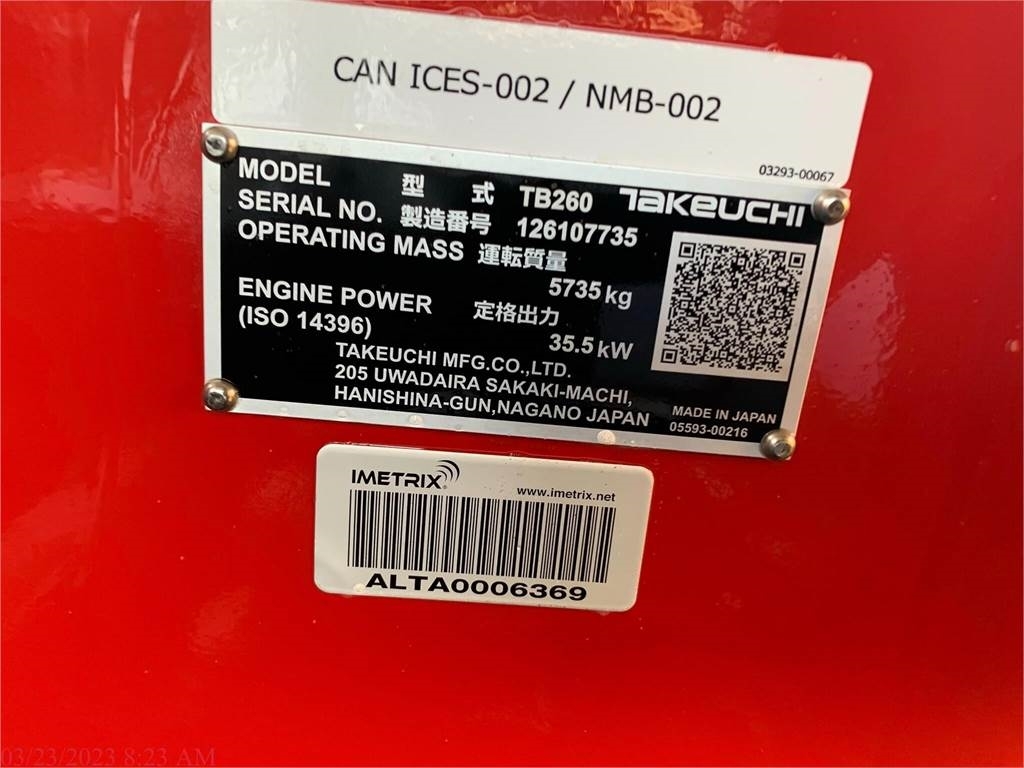 CAN ICES-002 / NMB-002
03293-00067
MODEL 型式 TB260 TAKEUCHI
SERIAL NO. 製造番号 126107735
OPERATING MASS 運転質量
5735 kg
ENGINE POWER 定格出力
(ISO 14396) 35.5 kW
TAKEUCHI MFG.CO.,LTD.
205 UWADAIRA SAKAKI-MACHI,
HANISHINA-GUN,NAGANO JAPAN
MADE IN JAPAN
05593-00216
IMETRIX®
www.imetrix.net
ALTA0006369
03/23/2023 8:23 AM